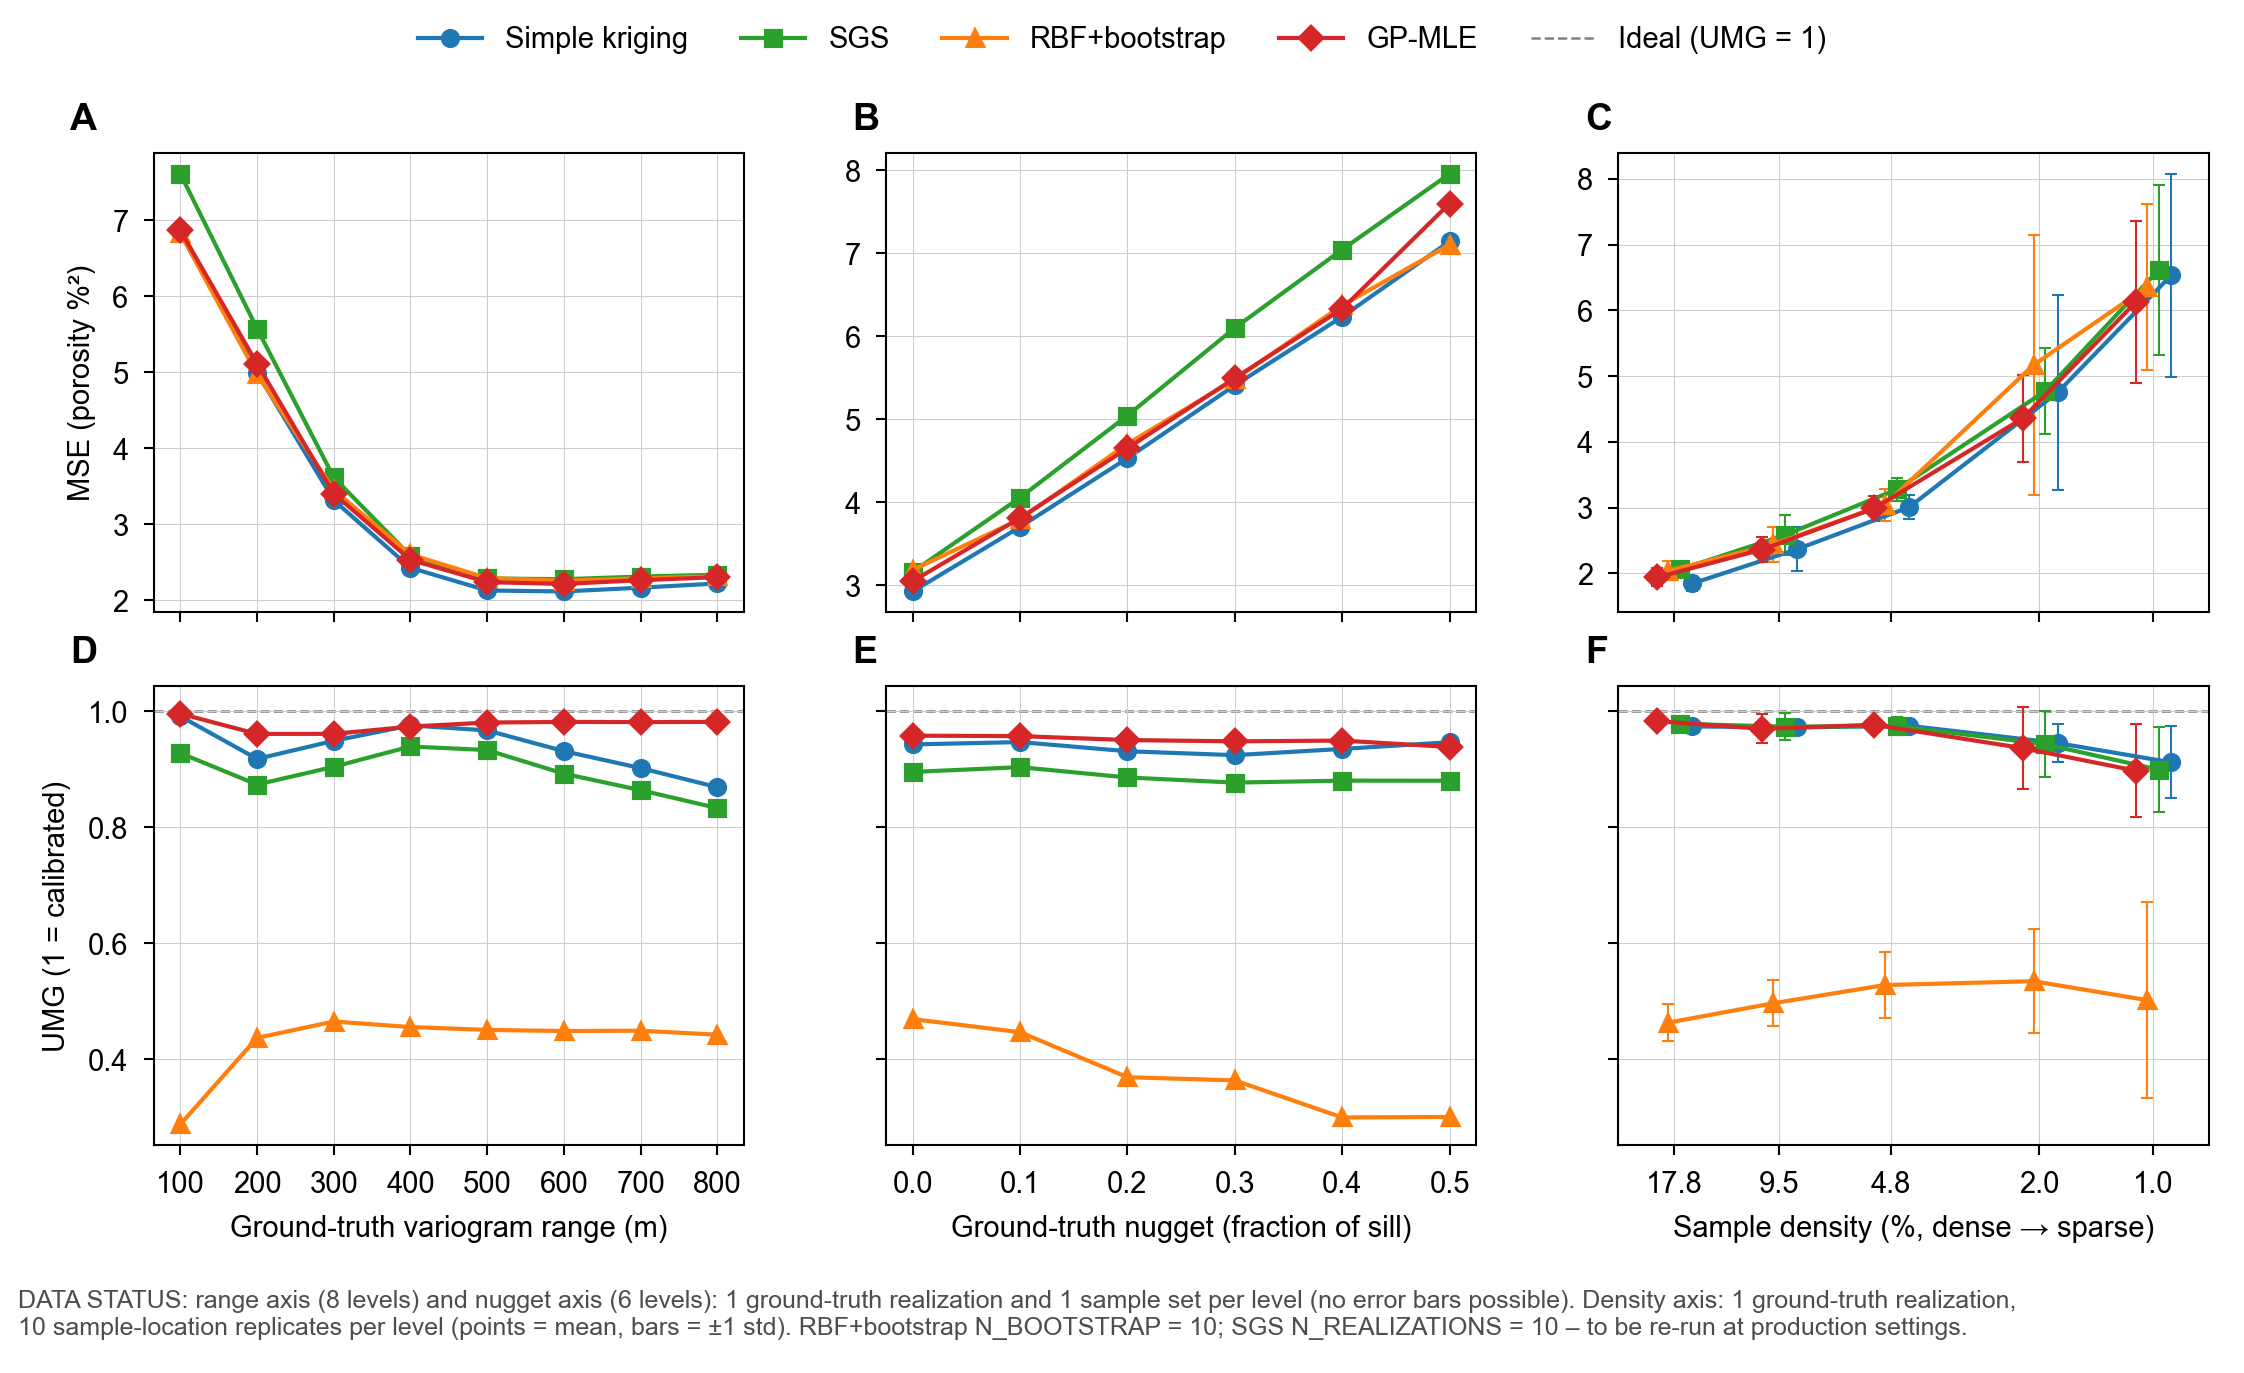 Simple kriging SGS RBF+bootstrap GP-MLE Ideal (UMG = 1)
A B C
MSE (porosity %²)
7
6
5
4
3
2
8
7
6
5
4
3
8
7
6
5
4
3
2
D E F
UMG (1 = calibrated)
1.0
0.8
0.6
0.4
100 200 300 400 500 600 700 800
0.0 0.1 0.2 0.3 0.4 0.5
17.8 9.5 4.8 2.0 1.0
Ground-truth variogram range (m)
Ground-truth nugget (fraction of sill)
Sample density (%, dense → sparse)
DATA STATUS: range axis (8 levels) and nugget axis (6 levels): 1 ground-truth realization and 1 sample set per level (no error bars possible). Density axis: 1 ground-truth realization,
10 sample-location replicates per level (points = mean, bars = ±1 std). RBF+bootstrap N_BOOTSTRAP = 10; SGS N_REALIZATIONS = 10 – to be re-run at production settings.